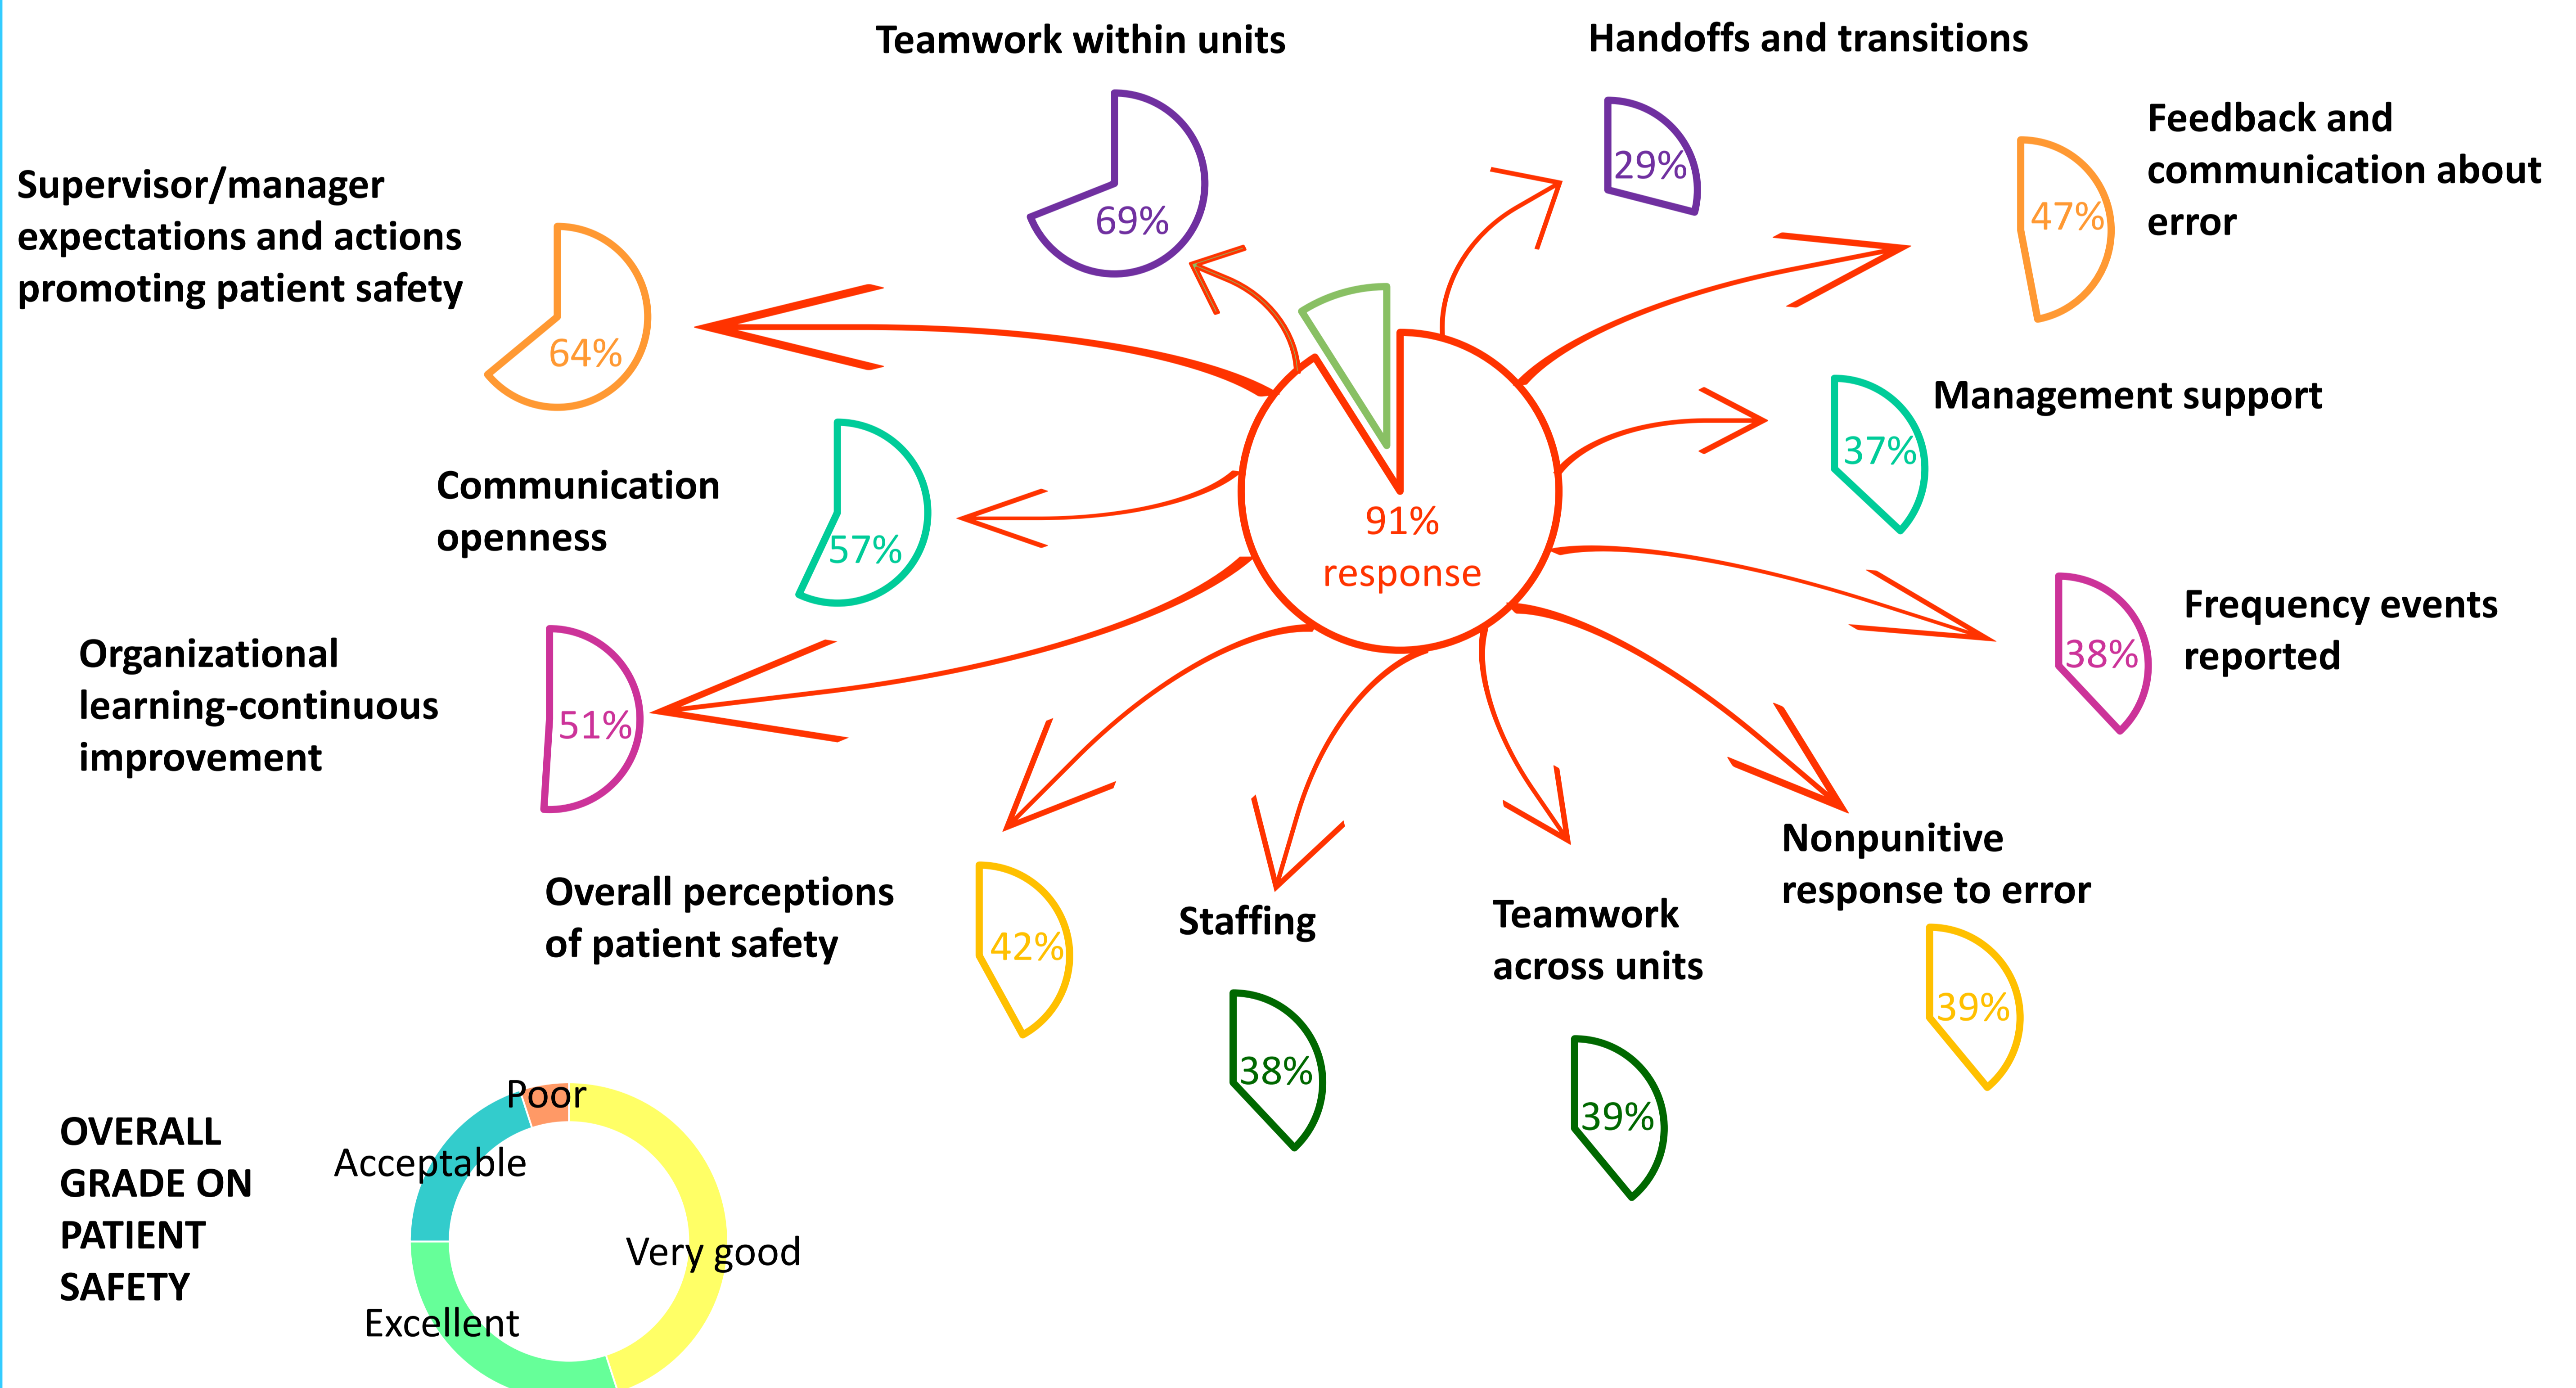 Teamwork within units
69%
Handoffs and transitions
29%
Feedback and
communication about
error
47%
Supervisor/manager
expectations and actions
promoting patient safety
64%
Management support
37%
Communication
openness
57%
91%
response
Frequency events
reported
38%
Organizational
learning-continuous
improvement
51%
Overall perceptions
of patient safety
42%
Staffing
38%
Teamwork
across units
39%
Nonpunitive
response to error
39%
OVERALL
GRADE ON
PATIENT
SAFETY
Poor
Acceptable
Very good
Excellent